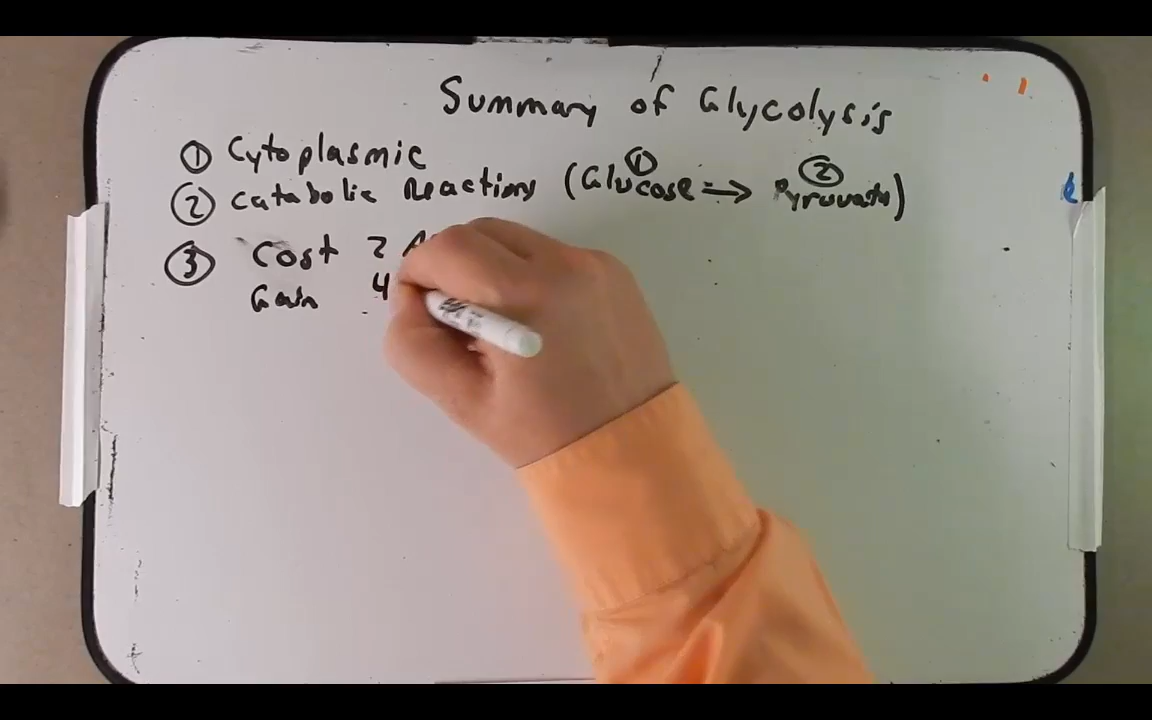 Summary of Glycolysis
① Cytoplasmic
② Catabolic Reactions (Glucose ① ⇒ Pyruvate ②)
③ Cost 2 A
Gain 4